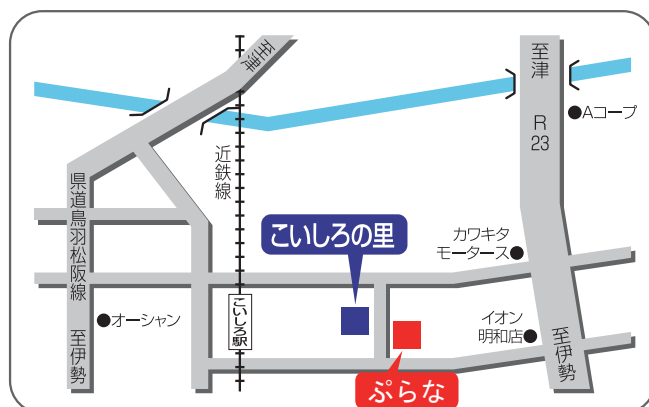 至津
至津
R
23
Aコープ
近鉄線
県道鳥羽松阪線
至伊勢
こいしろの里
カワキタ
モータース
こいしろ駅
オーシャン
イオン
明和店
至伊勢
ぷらな